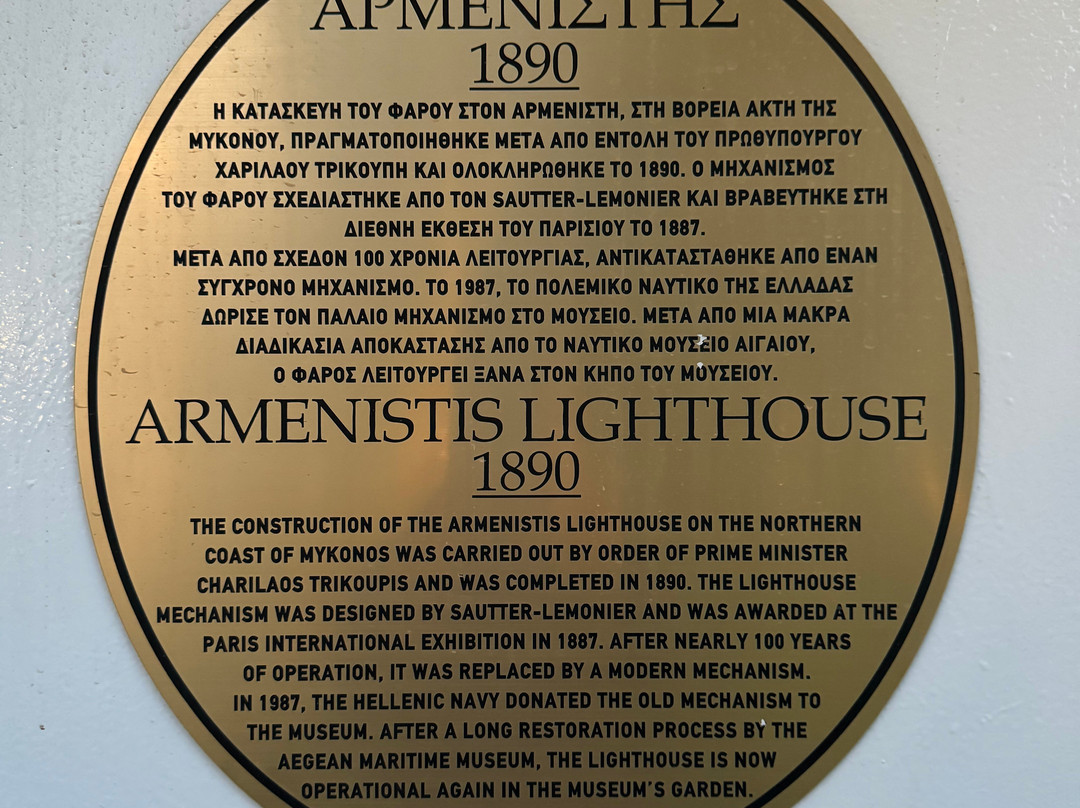 ΑΡΜΕΝΙΣΤΗΣ
1890
Η ΚΑΤΑΣΚΕΥΗ ΤΟΥ ΦΑΡΟΥ ΣΤΟΝ ΑΡΜΕΝΙΣΤΗ, ΣΤΗ ΒΟΡΕΙΑ ΑΚΤΗ ΤΗΣ
ΜΥΚΟΝΟΥ, ΠΡΑΓΜΑΤΟΠΟΙΗΘΗΚΕ ΜΕΤΑ ΑΠΟ ΕΝΤΟΛΗ ΤΟΥ ΠΡΩΘΥΠΟΥΡΓΟΥ
ΧΑΡΙΛΑΟΥ ΤΡΙΚΟΥΠΗ ΚΑΙ ΟΛΟΚΛΗΡΩΘΗΚΕ ΤΟ 1890. Ο ΜΗΧΑΝΙΣΜΟΣ
ΤΟΥ ΦΑΡΟΥ ΣΧΕΔΙΑΣΤΗΚΕ ΑΠΟ ΤΟΝ SAUTTER-LEMONIER ΚΑΙ ΒΡΑΒΕΥΤΗΚΕ ΣΤΗ
ΔΙΕΘΝΗ ΕΚΘΕΣΗ ΤΟΥ ΠΑΡΙΣΙΟΥ ΤΟ 1887.
ΜΕΤΑ ΑΠΟ ΣΧΕΔΟΝ 100 ΧΡΟΝΙΑ ΛΕΙΤΟΥΡΓΙΑΣ, ΑΝΤΙΚΑΤΑΣΤΑΘΗΚΕ ΑΠΟ ΕΝΑΝ
ΣΥΓΧΡΟΝΟ ΜΗΧΑΝΙΣΜΟ. ΤΟ 1987, ΤΟ ΠΟΛΕΜΙΚΟ ΝΑΥΤΙΚΟ ΤΗΣ ΕΛΛΑΔΑΣ
ΔΩΡΙΣΕ ΤΟΝ ΠΑΛΑΙΟ ΜΗΧΑΝΙΣΜΟ ΣΤΟ ΜΟΥΣΕΙΟ. ΜΕΤΑ ΑΠΟ ΜΙΑ ΜΑΚΡΑ
ΔΙΑΔΙΚΑΣΙΑ ΑΠΟΚΑΣΤΑΣΗΣ ΑΠΟ ΤΟ ΝΑΥΤΙΚΟ ΜΟΥΣΕΙΟ ΑΙΓΑΙΟΥ,
Ο ΦΑΡΟΣ ΛΕΙΤΟΥΡΓΕΙ ΞΑΝΑ ΣΤΟΝ ΚΗΠΟ ΤΟΥ ΜΟΥΣΕΙΟΥ.
ARMENISTIS LIGHTHOUSE
1890
THE CONSTRUCTION OF THE ARMENISTIS LIGHTHOUSE ON THE NORTHERN
COAST OF MYKONOS WAS CARRIED OUT BY ORDER OF PRIME MINISTER
CHARILAOS TRIKOUPIS AND WAS COMPLETED IN 1890. THE LIGHTHOUSE
MECHANISM WAS DESIGNED BY SAUTTER-LEMONIER AND WAS AWARDED AT THE
PARIS INTERNATIONAL EXHIBITION IN 1887. AFTER NEARLY 100 YEARS
OF OPERATION, IT WAS REPLACED BY A MODERN MECHANISM.
IN 1987, THE HELLENIC NAVY DONATED THE OLD MECHANISM TO
THE MUSEUM. AFTER A LONG RESTORATION PROCESS BY THE
AEGEAN MARITIME MUSEUM, THE LIGHTHOUSE IS NOW
OPERATIONAL AGAIN IN THE MUSEUM'S GARDEN.